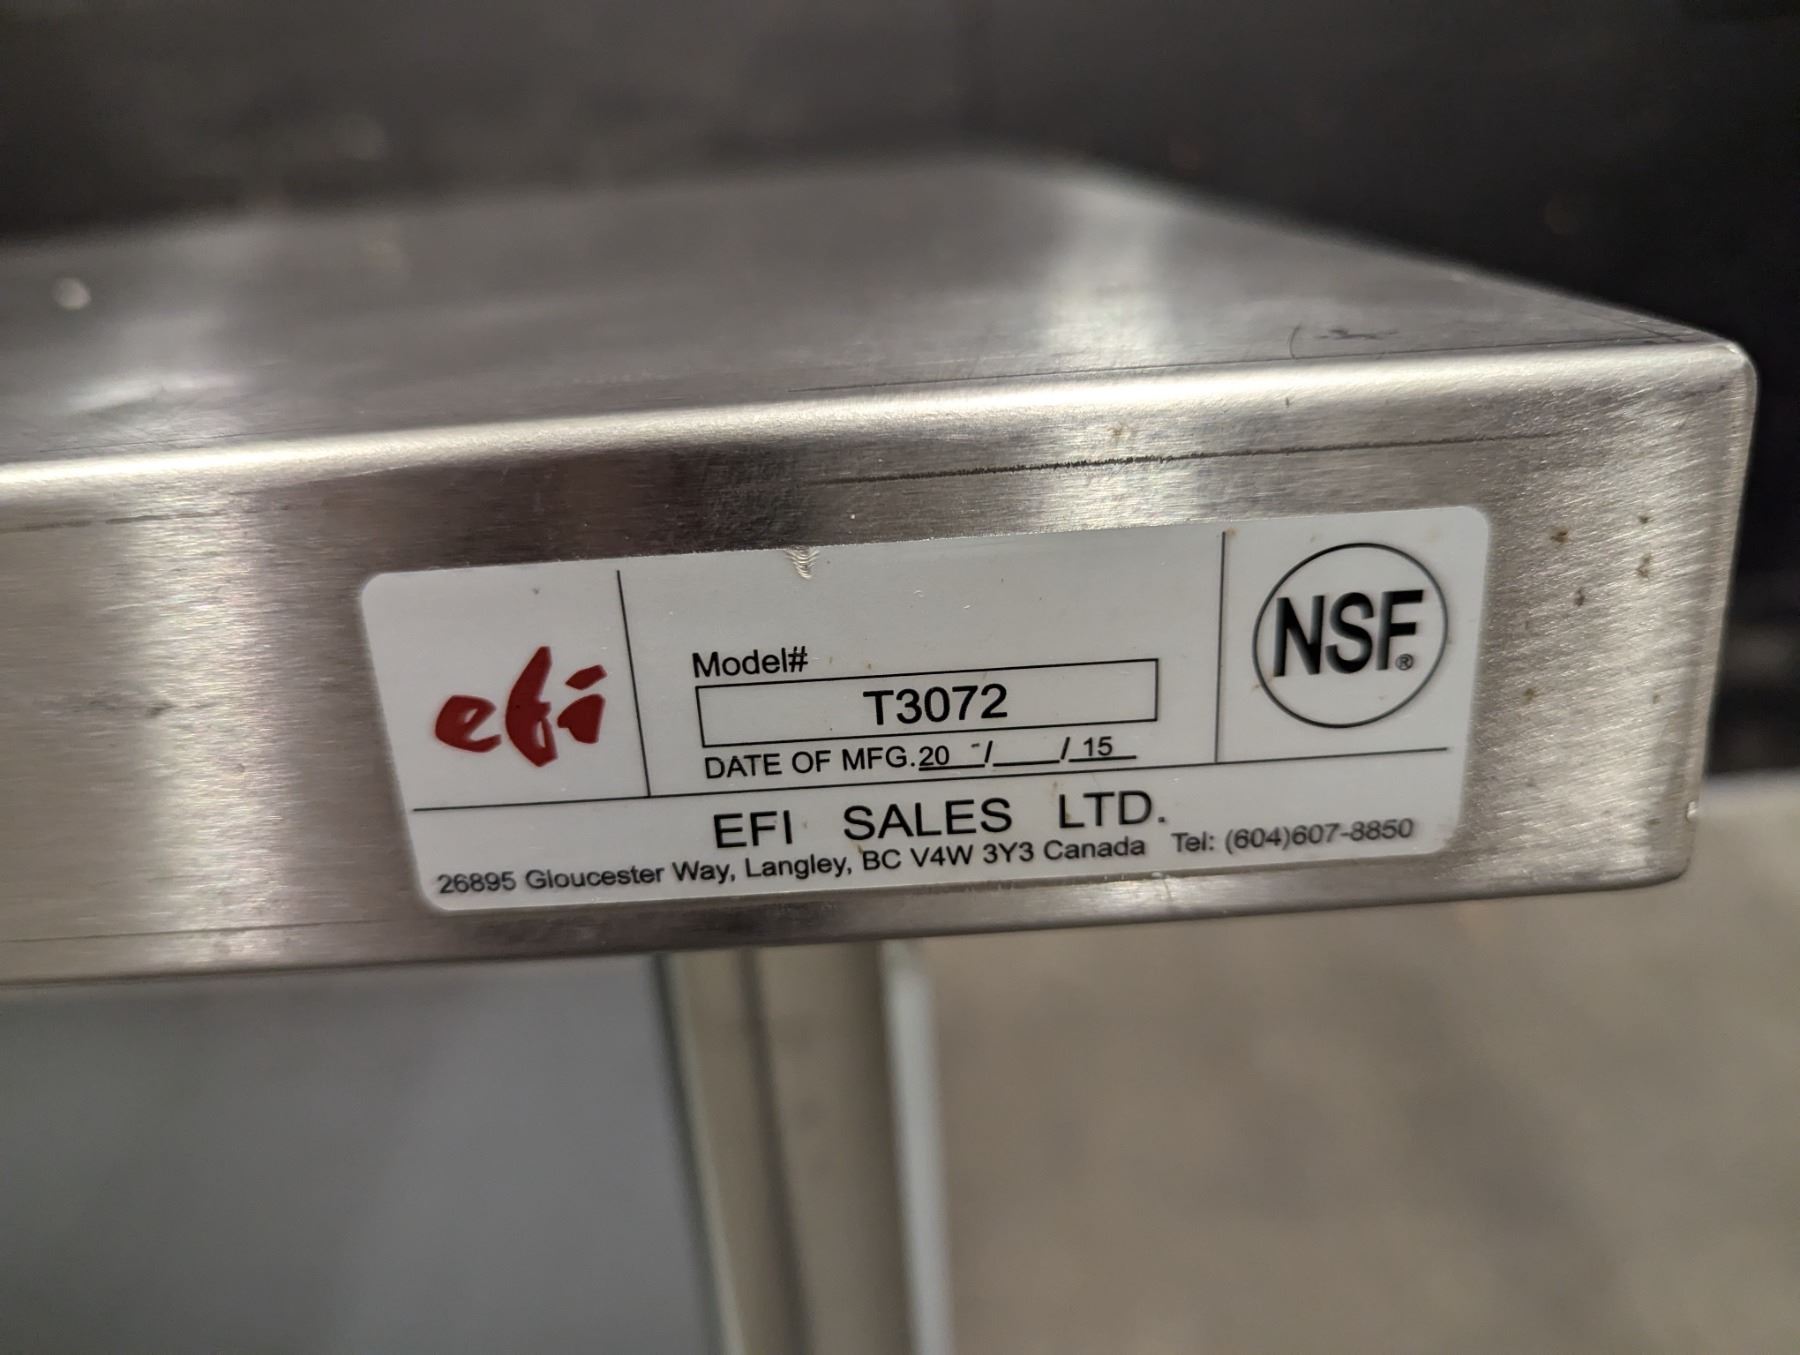 efi
Model#
T3072
DATE OF MFG.20 /___/ 15
NSF®
EFI SALES LTD.
26895 Gloucester Way, Langley, BC V4W 3Y3 Canada Tel: (604)607-8850